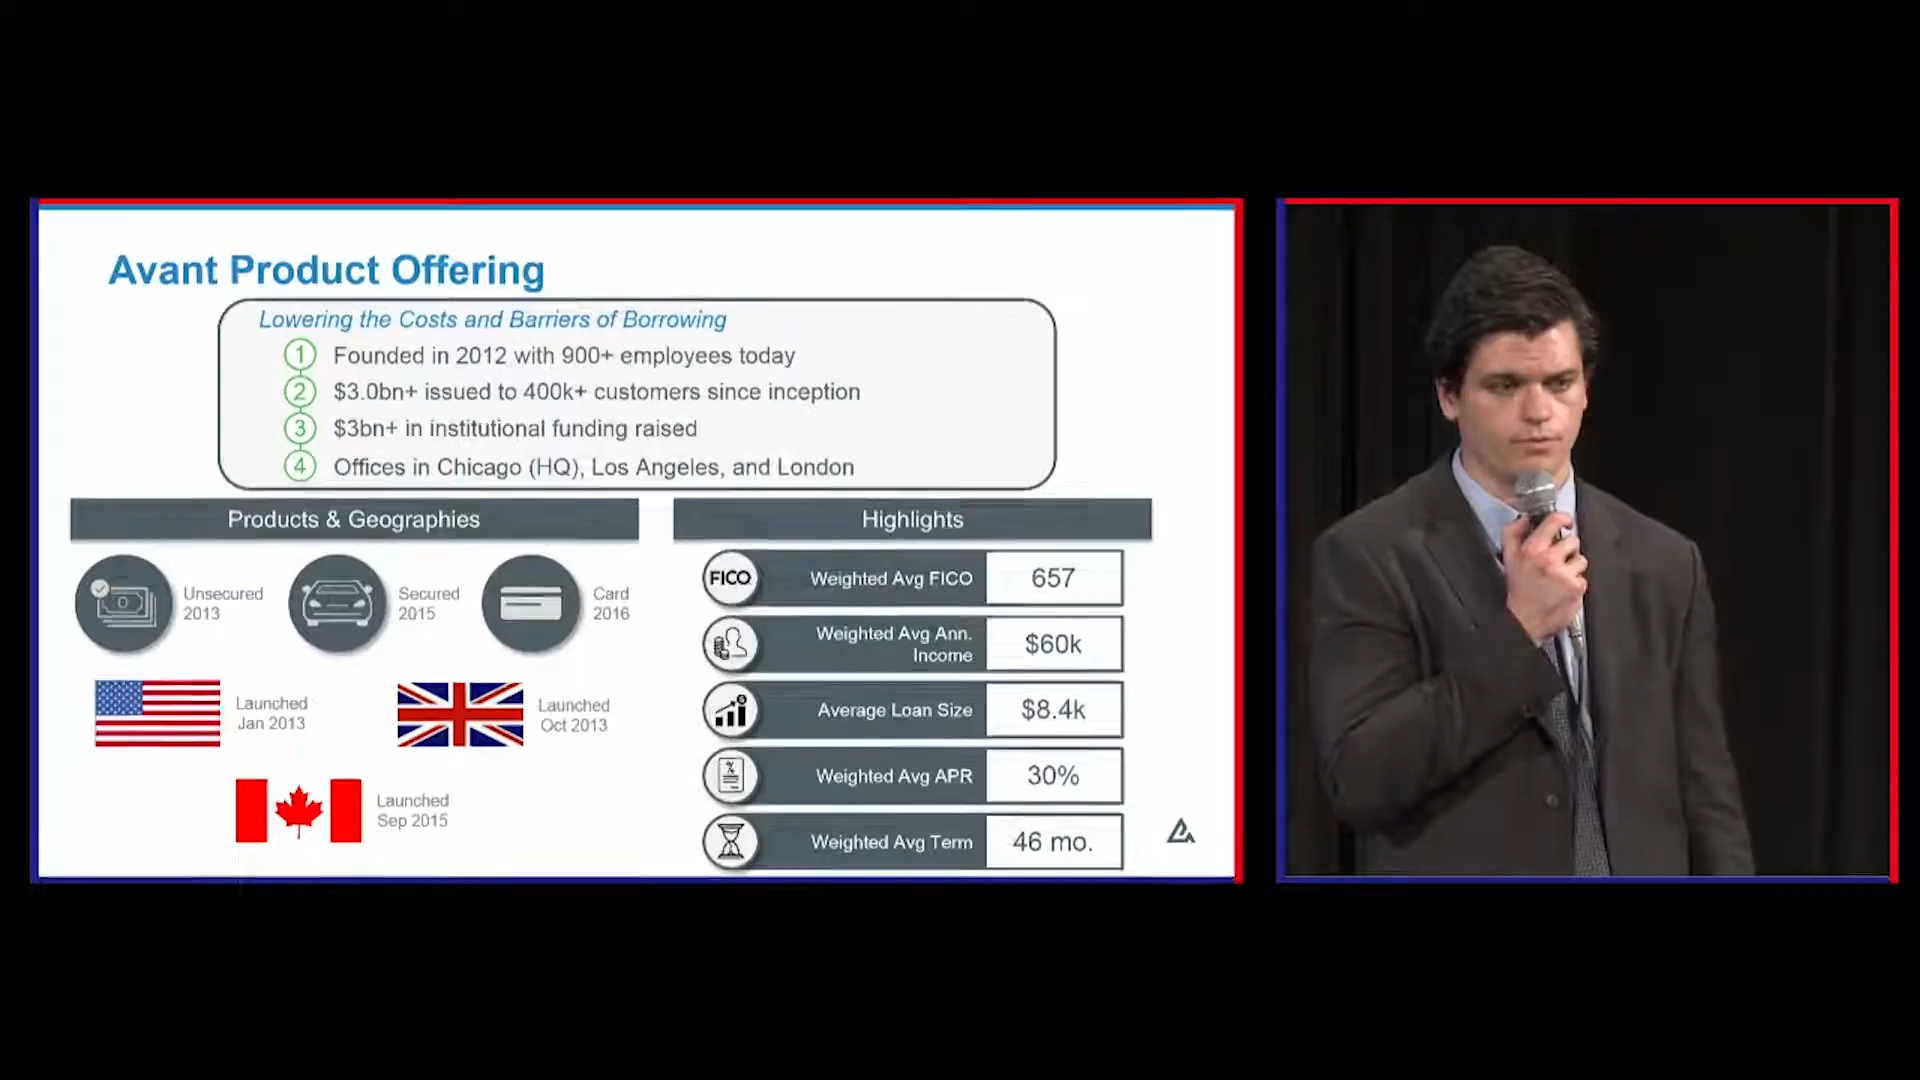 Avant Product Offering
Lowering the Costs and Barriers of Borrowing
1 Founded in 2012 with 900+ employees today
2 $3.0bn+ issued to 400k+ customers since inception
3 $3bn+ in institutional funding raised
4 Offices in Chicago (HQ), Los Angeles, and London
Products & Geographies
Unsecured
2013
Secured
2015
Card
2016
Launched
Jan 2013
Launched
Oct 2013
Launched
Sep 2015
Highlights
FICO Weighted Avg FICO 657
Weighted Avg Ann.
Income $60k
Average Loan Size $8.4k
Weighted Avg APR 30%
Weighted Avg Term 46 mo.